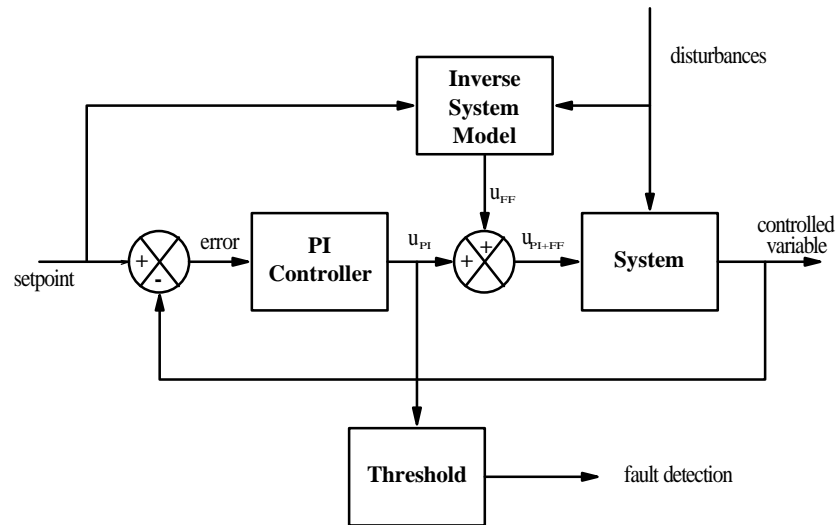 disturbances
Inverse
System
Model
u_FF
setpoint
+
-
error
PI
Controller
u_PI
+
+
u_PI+FF
System
controlled
variable
Threshold
fault detection